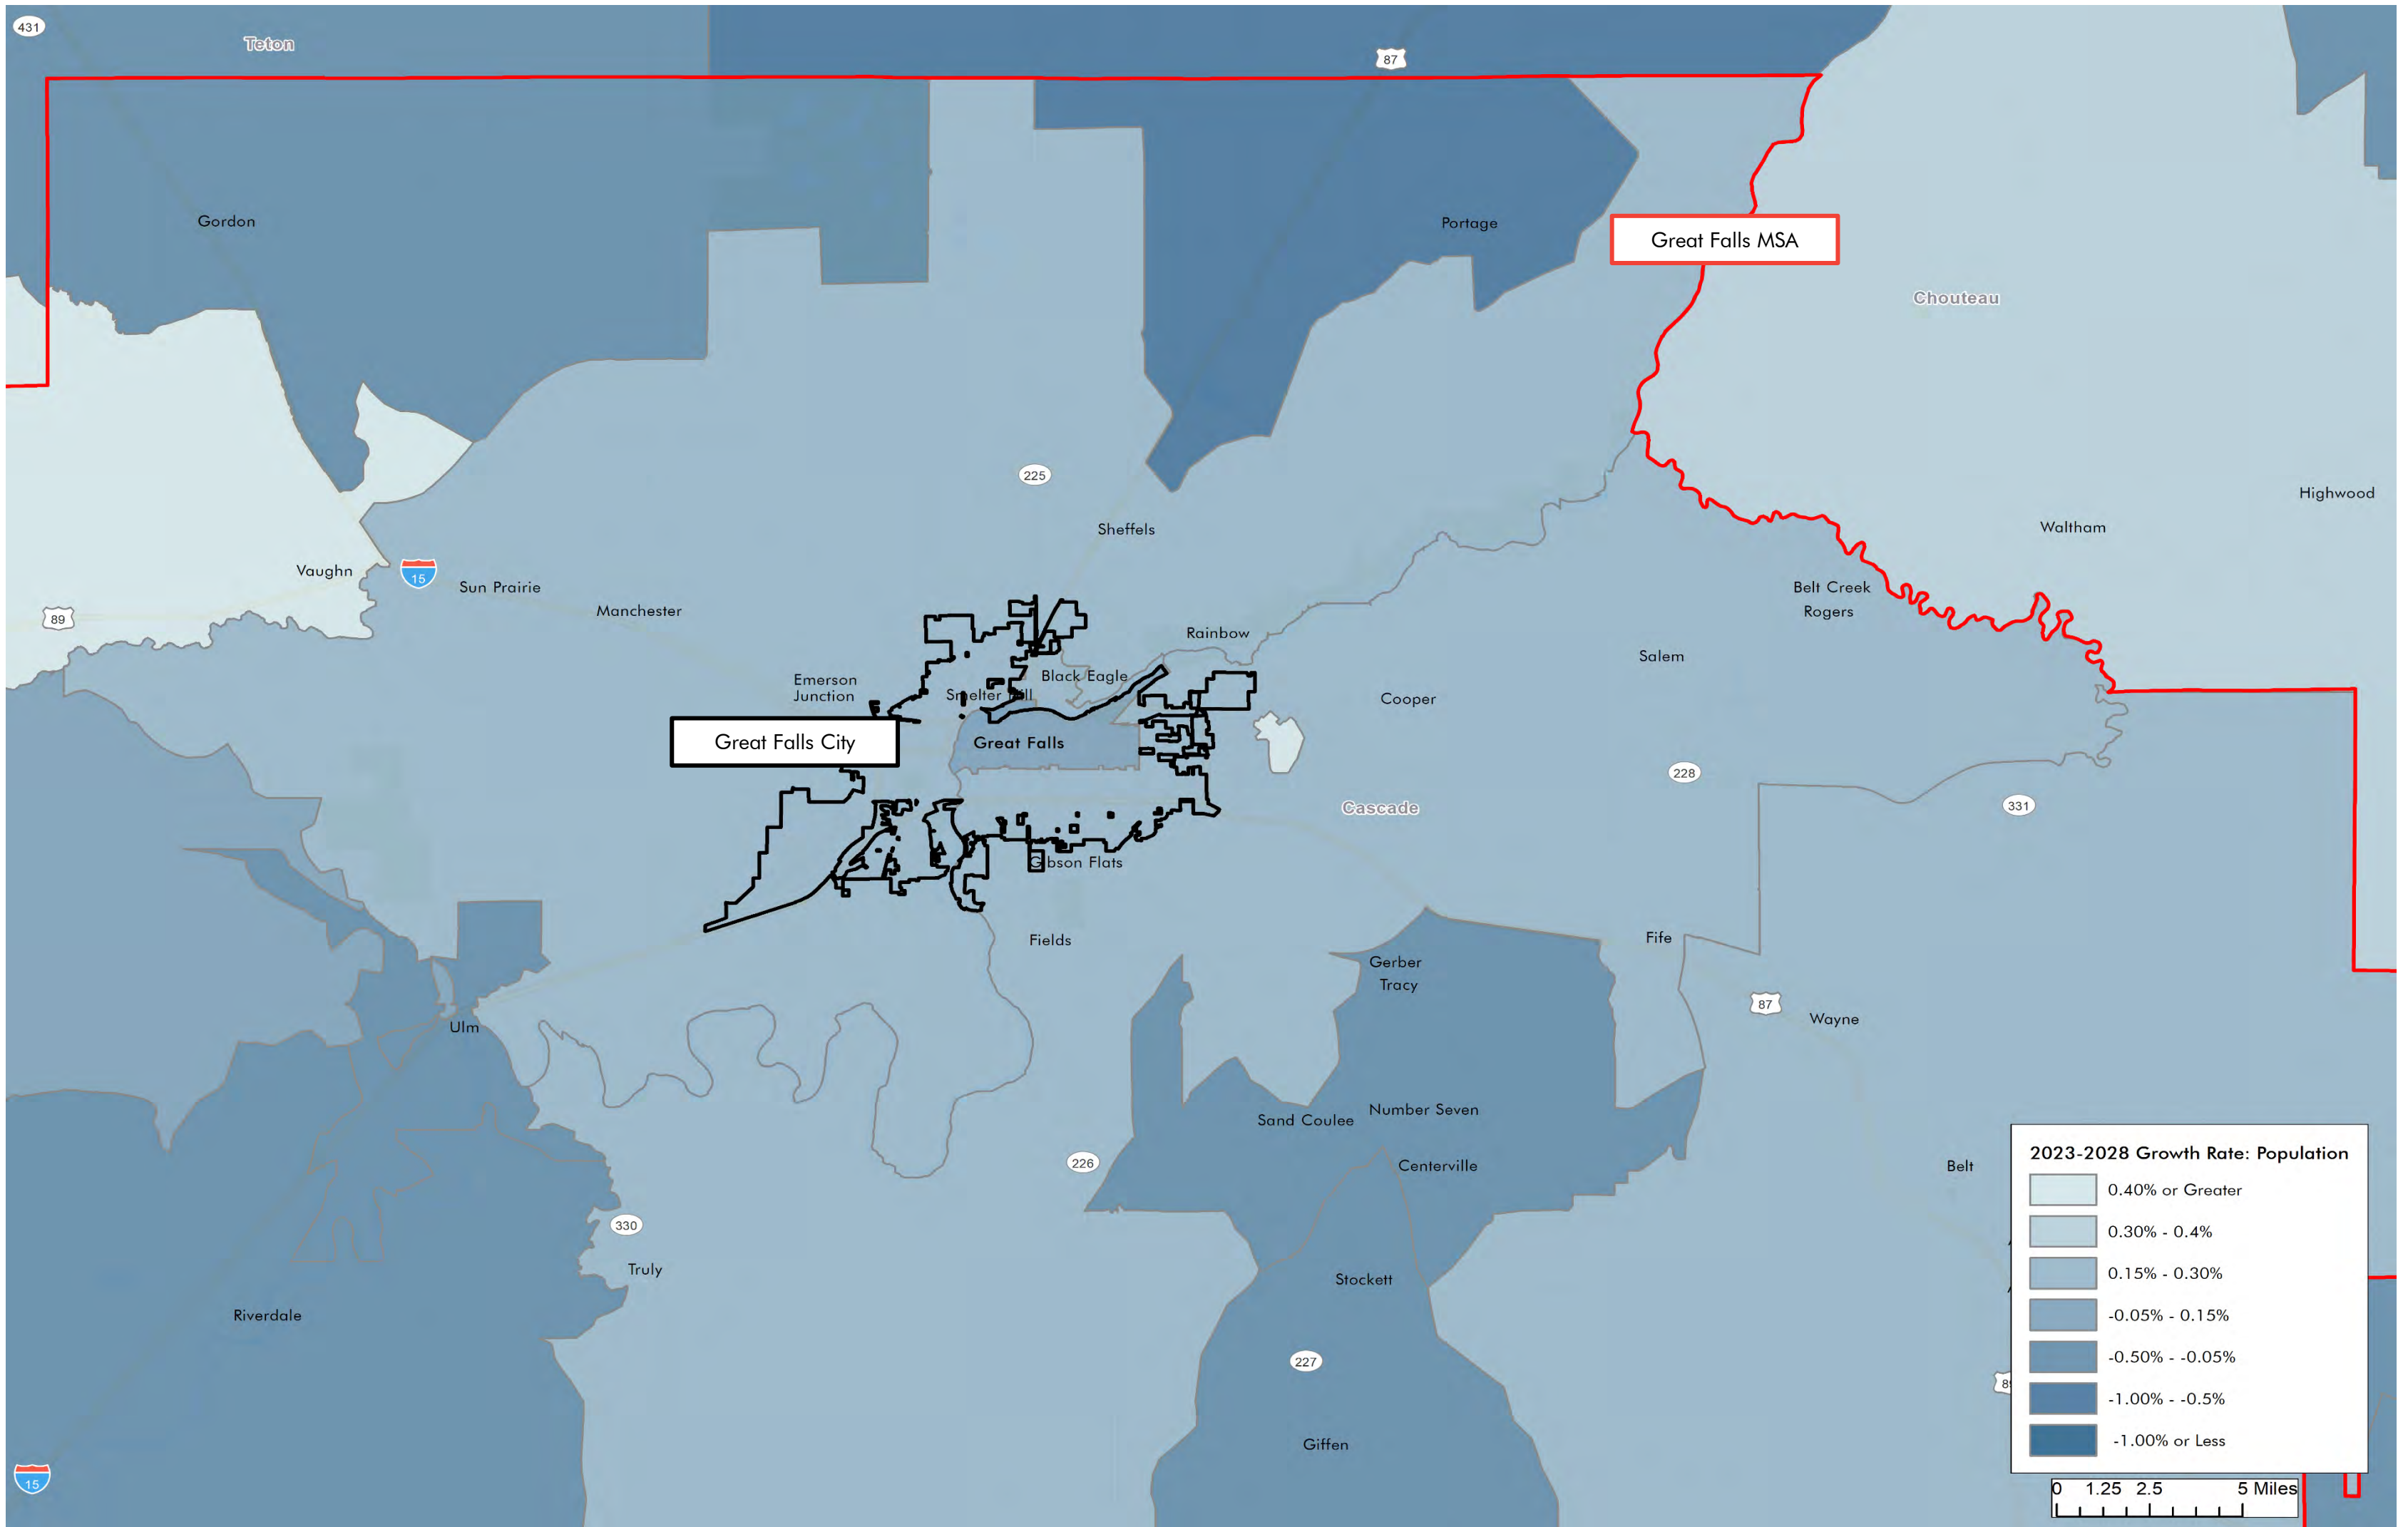 431
Teton
87
Gordon
Portage
Great Falls MSA
Chouteau
225
Highwood
Sheffels
Waltham
Vaughn
15
Sun Prairie
Belt Creek
Rogers
89
Manchester
Rainbow
Salem
Emerson
Junction
Black Eagle
Smelter Hill
Cooper
Great Falls City
Great Falls
228
Cascade
331
Gibson Flats
Fields
Fife
Gerber
Tracy
87
Wayne
Ulm
Sand Coulee
Number Seven
226
Centerville
Belt
330
Truly
Stockett
Riverdale
227
Giffen
15
2023-2028 Growth Rate: Population
0.40% or Greater
0.30% - 0.4%
0.15% - 0.30%
-0.05% - 0.15%
-0.50% - -0.05%
-1.00% - -0.5%
-1.00% or Less
0 1.25 2.5 5 Miles